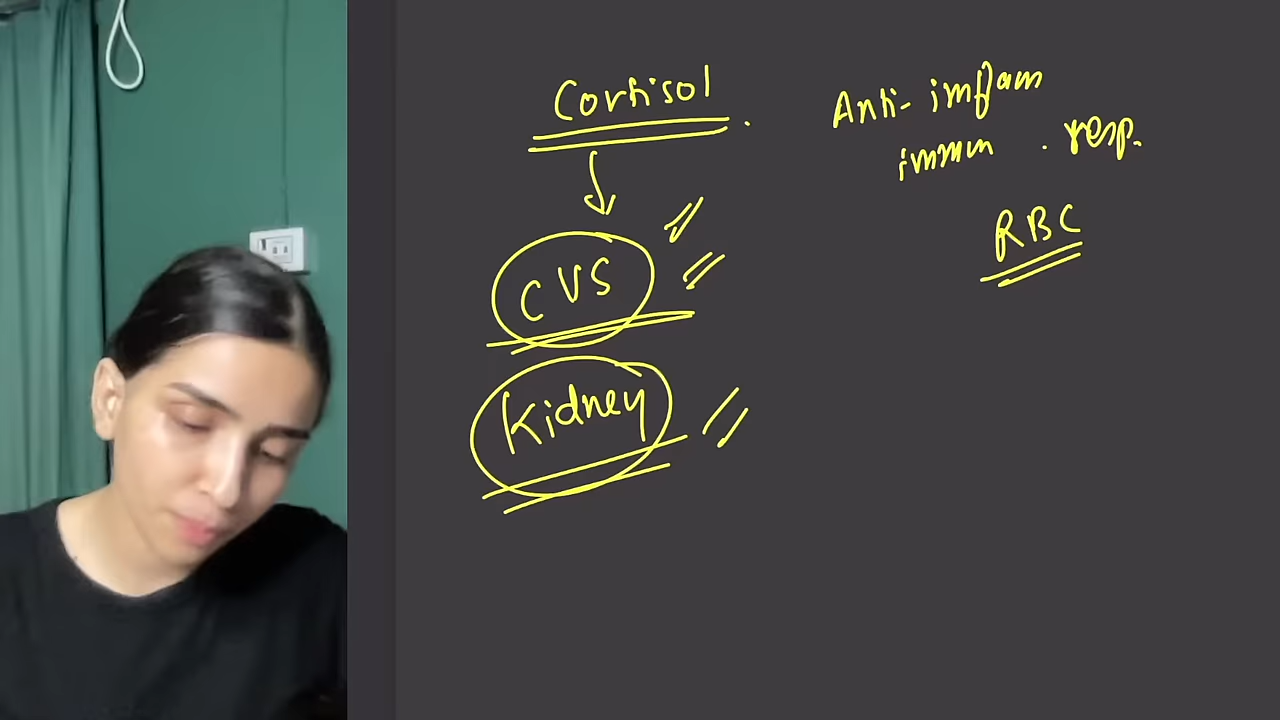 Cortisol.
Anti-inflam
immun. resp.
RBC
CVS
Kidney